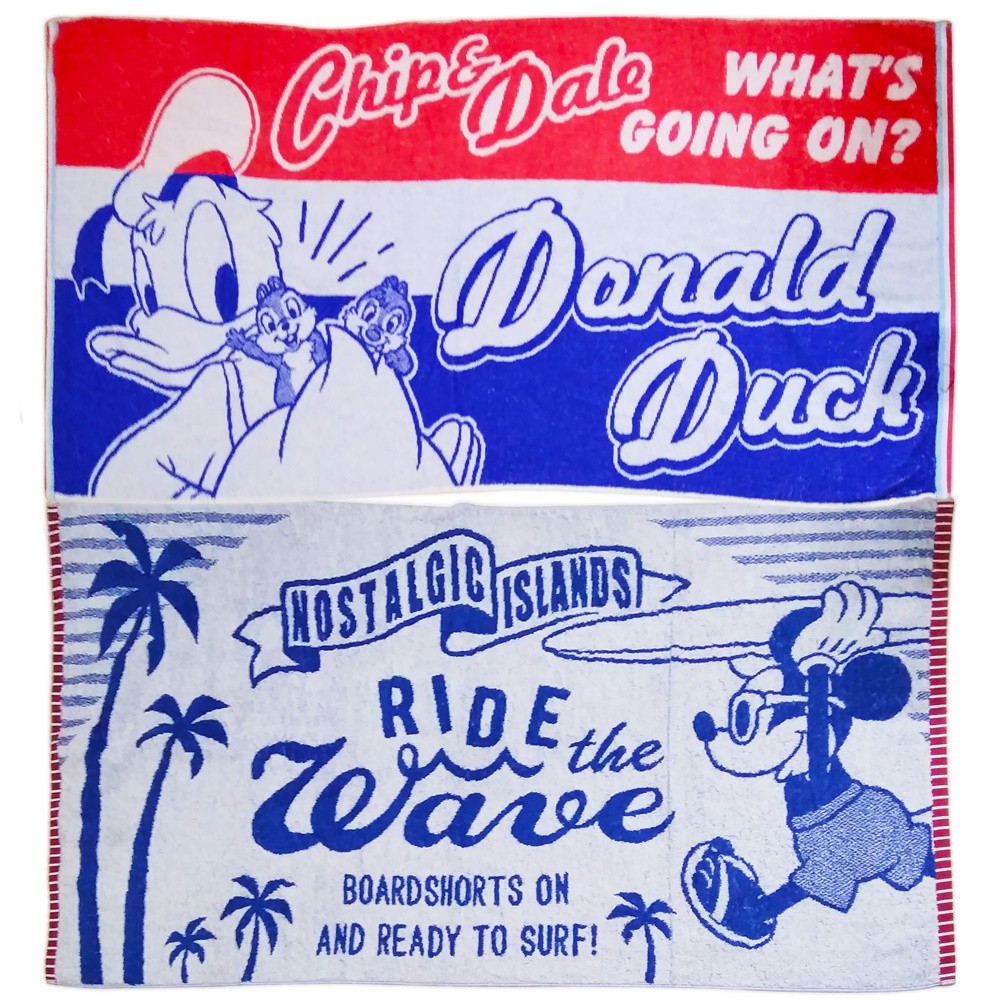 Chip & Dale
WHAT'S
GOING ON?
Donald
Duck
NOSTALGIC ISLANDS
RIDE the
Wave
BOARDSHORTS ON
AND READY TO SURF!